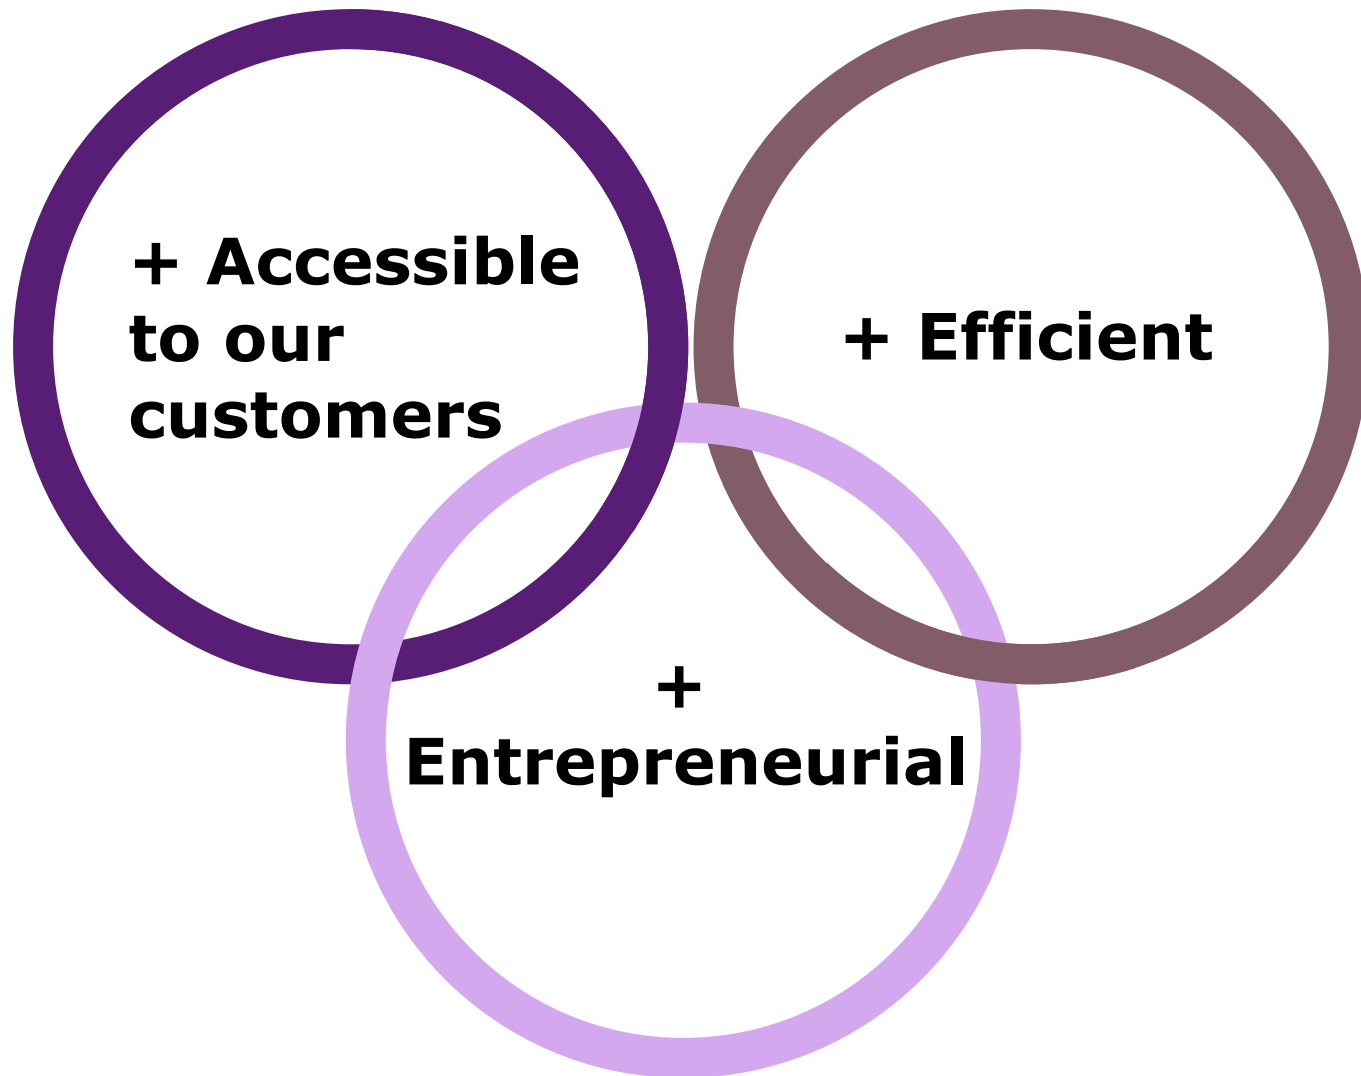 + Accessible
to our
customers
+ Efficient
+
Entrepreneurial